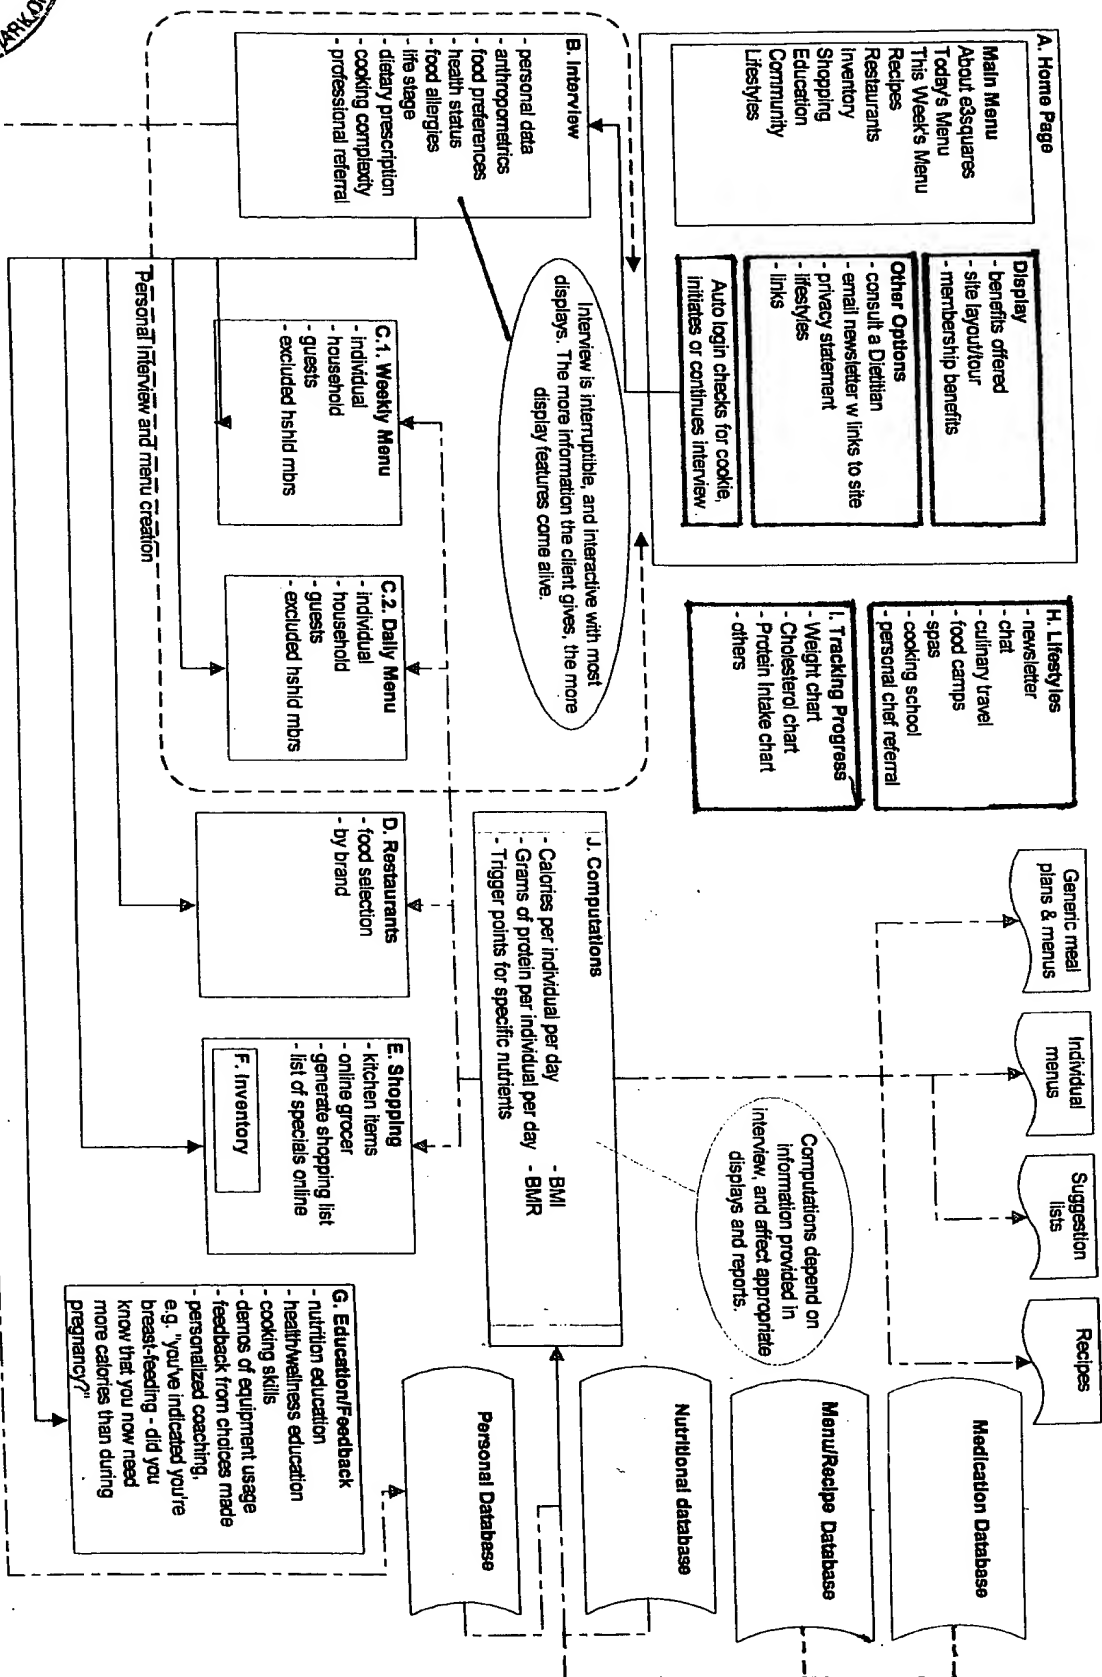 A. Home Page
Main Menu
About e3squares
Today's Menu
This Week's Menu
Recipes
Restaurants
Inventory
Shopping
Education
Community
Lifestyles
Display
- benefits offered
- site layout/tour
- membership benefits
Other Options
- consult a Dietitian
- email newsletter w links to site
- privacy statement
- lifestyles
- links
Auto login checks for cookie,
initiates or continues interview
H. Lifestyles
- newsletter
- chat
- culinary travel
- food camps
- spas
- cooking school
- personal chef referral
I. Tracking Progress
- Weight chart
- Cholesterol chart
- Protein Intake chart
- others
Generic meal
plans & menus
Individual
menus
Suggestion
lists
Recipes
B. Interview
- personal data
- anthropometrics
- food preferences
- health status
- food allergies
- life stage
- dietary prescription
- cooking complexity
- professional referral
Interview is interruptible, and interactive with most
displays. The more information the client gives, the more
display features come alive.
J. Computations
- Calories per individual per day
- Grams of protein per individual per day
- Trigger points for specific nutrients
- BMI
- BMR
Computations depend on
information provided in
interview, and affect appropriate
displays and reports.
Medication Database
Menu/Recipe Database
Nutritional database
Personal Database
C.1. Weekly Menu
- individual
- household
- guests
- excluded hshld mbrs
C.2. Daily Menu
- individual
- household
- guests
- excluded hshld mbrs
D. Restaurants
- food selection
- by brand
E. Shopping
- kitchen items
- online grocer
- generate shopping list
- list of specials online
F. Inventory
G. Education/Feedback
- nutrition education
- health/wellness education
- cooking skills
- demos of equipment usage
- feedback from choices made
- personalized coaching,
e.g. "you've indicated you're
breast-feeding - did you
know that you now need
more calories than during
pregnancy?"
Personal Interview and menu creation